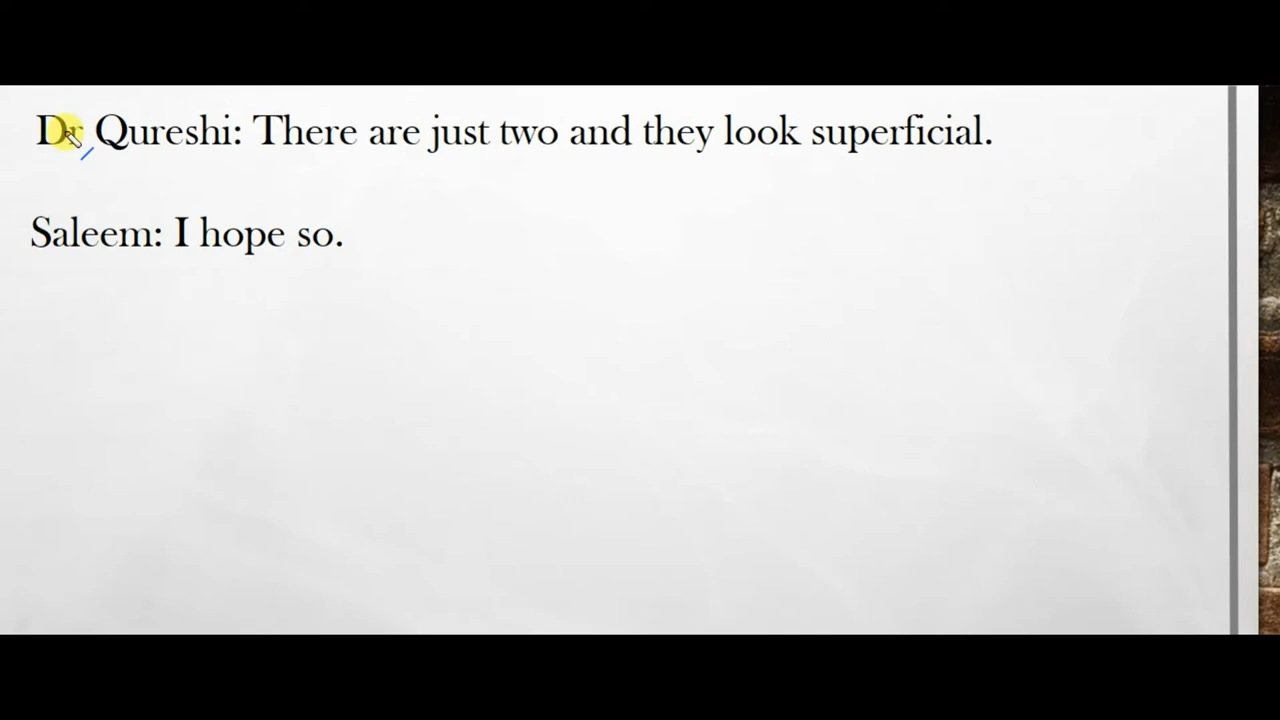 Dr Qureshi: There are just two and they look superficial.
Saleem: I hope so.